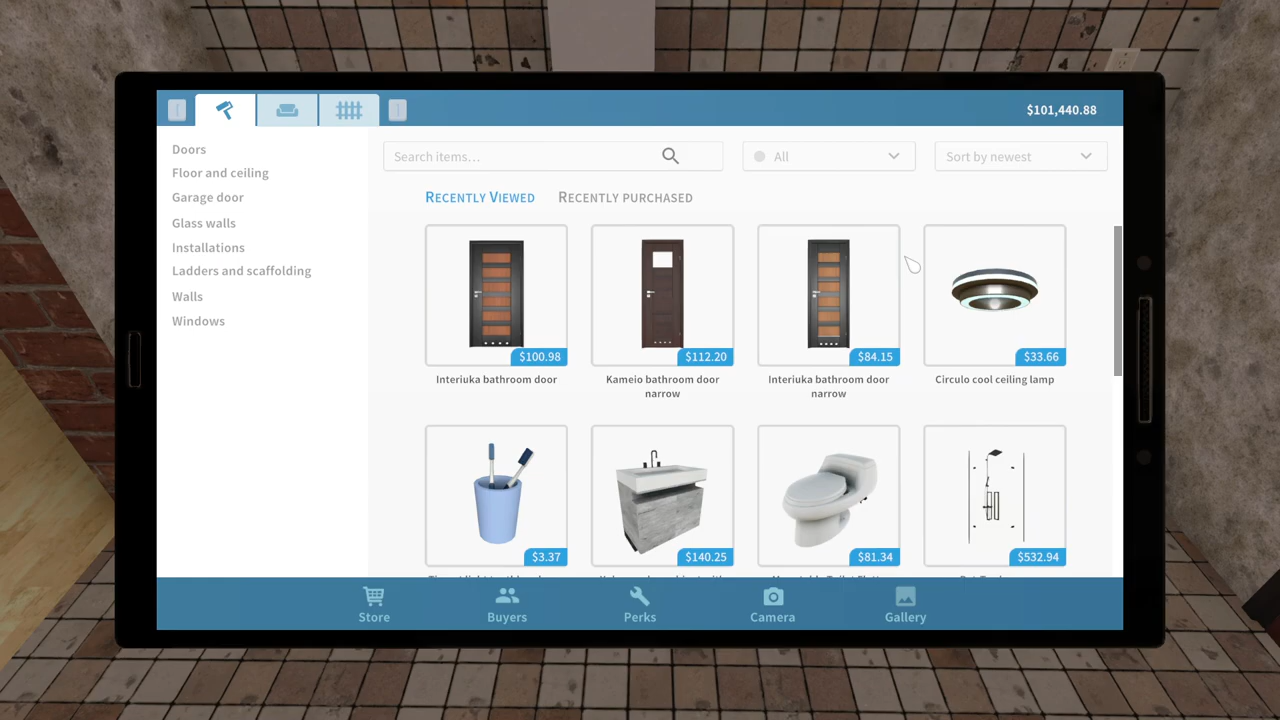 $101,440.88
Doors
Floor and ceiling
Garage door
Glass walls
Installations
Ladders and scaffolding
Walls
Windows
Search items...
All
Sort by newest
RECENTLY VIEWED
RECENTLY PURCHASED
$100.98
$112.20
$84.15
$33.66
Interiuka bathroom door
Kameio bathroom door
narrow
Interiuka bathroom door
narrow
Circulo cool ceiling lamp
$3.37
$140.25
$81.34
$532.94
Store
Buyers
Perks
Camera
Gallery